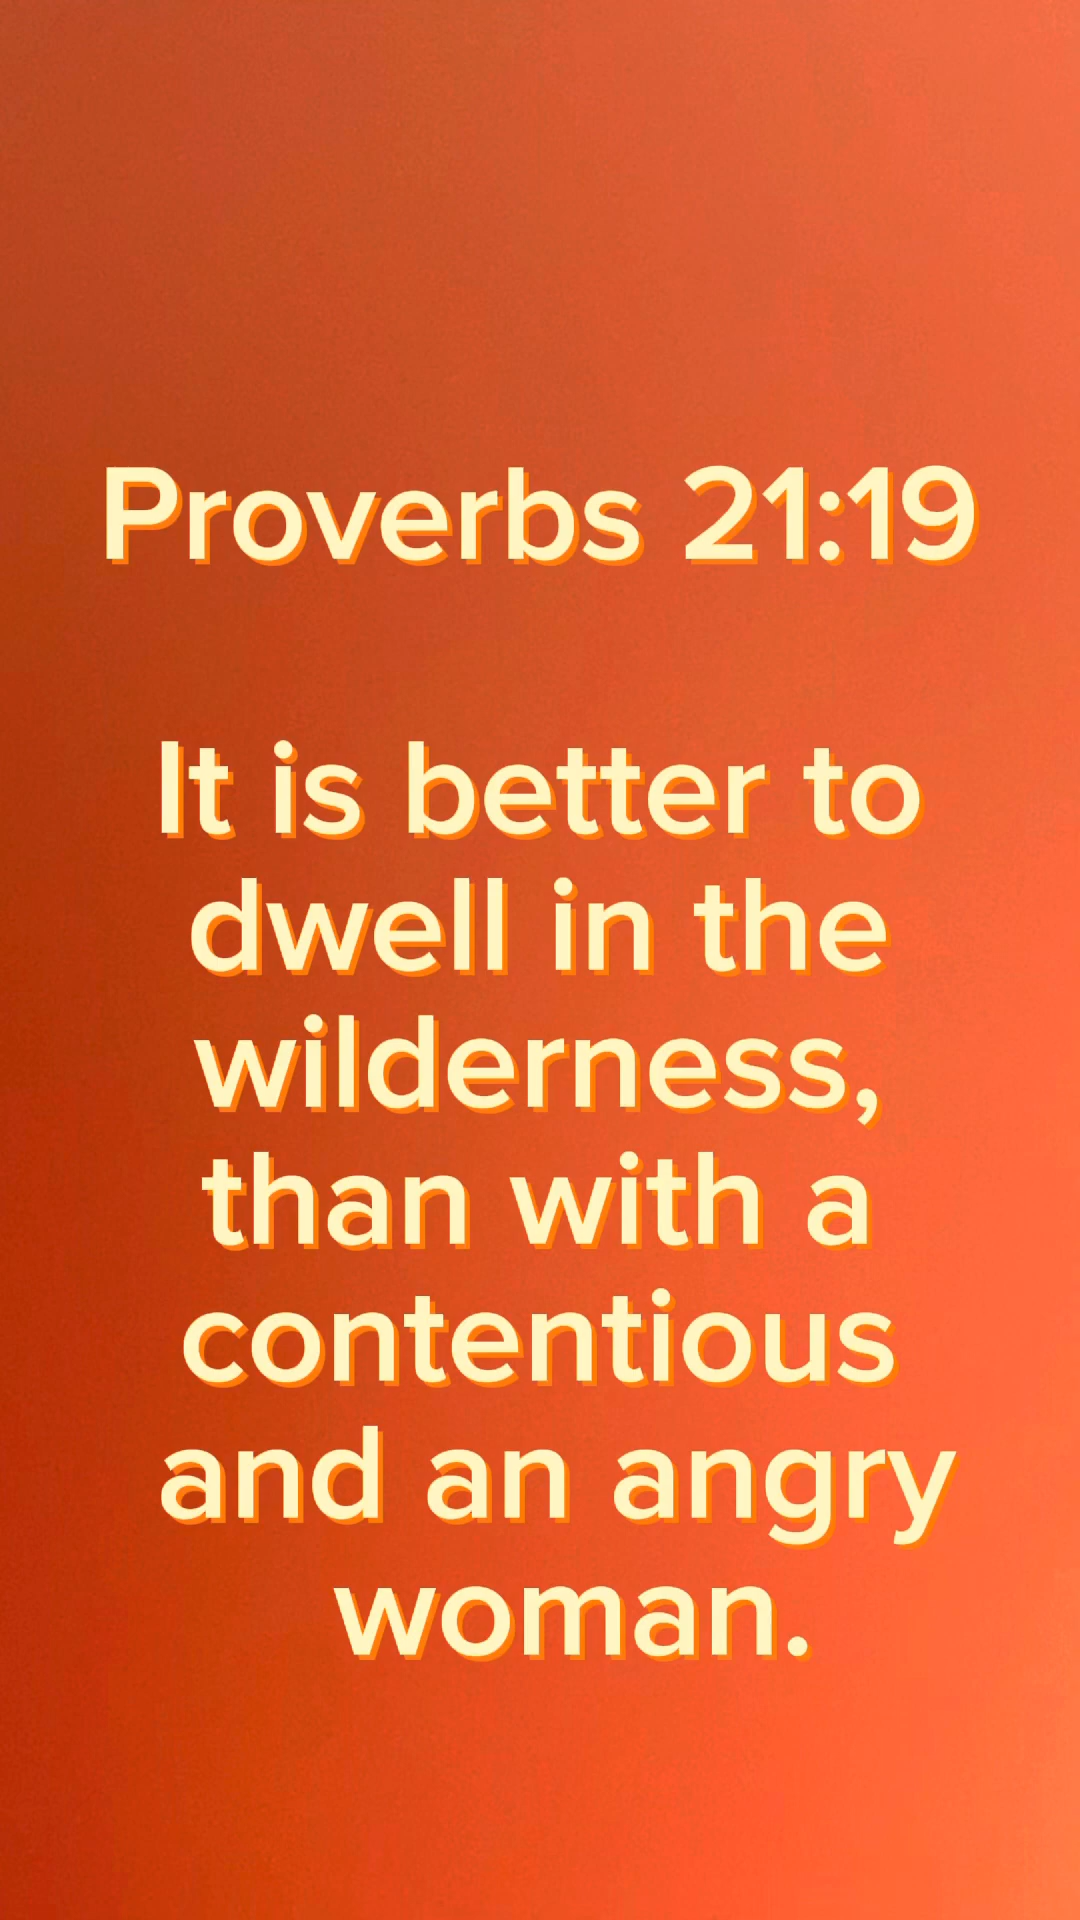 Proverbs 21:19
It is better to
dwell in the
wilderness,
than with a
contentious
and an angry
woman.